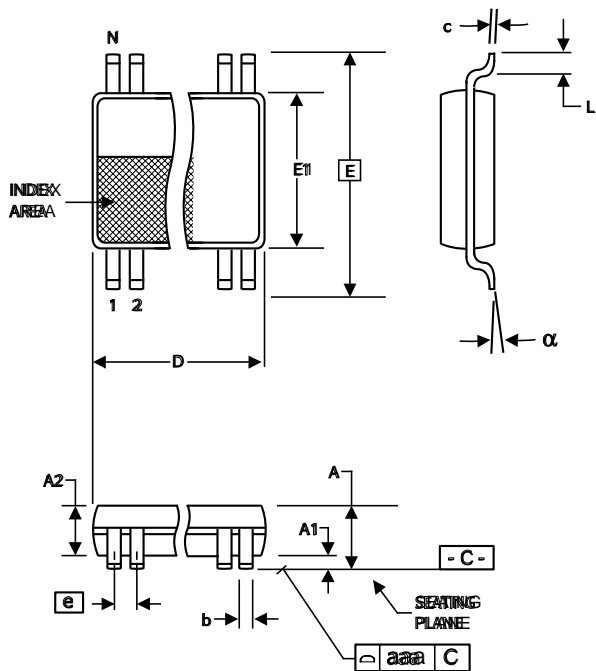 N
c
L
E1
E
INDEX
AREA
1 2
α
D
A2
A
A1
- C -
e
b
SEATING
PLANE
aaa C